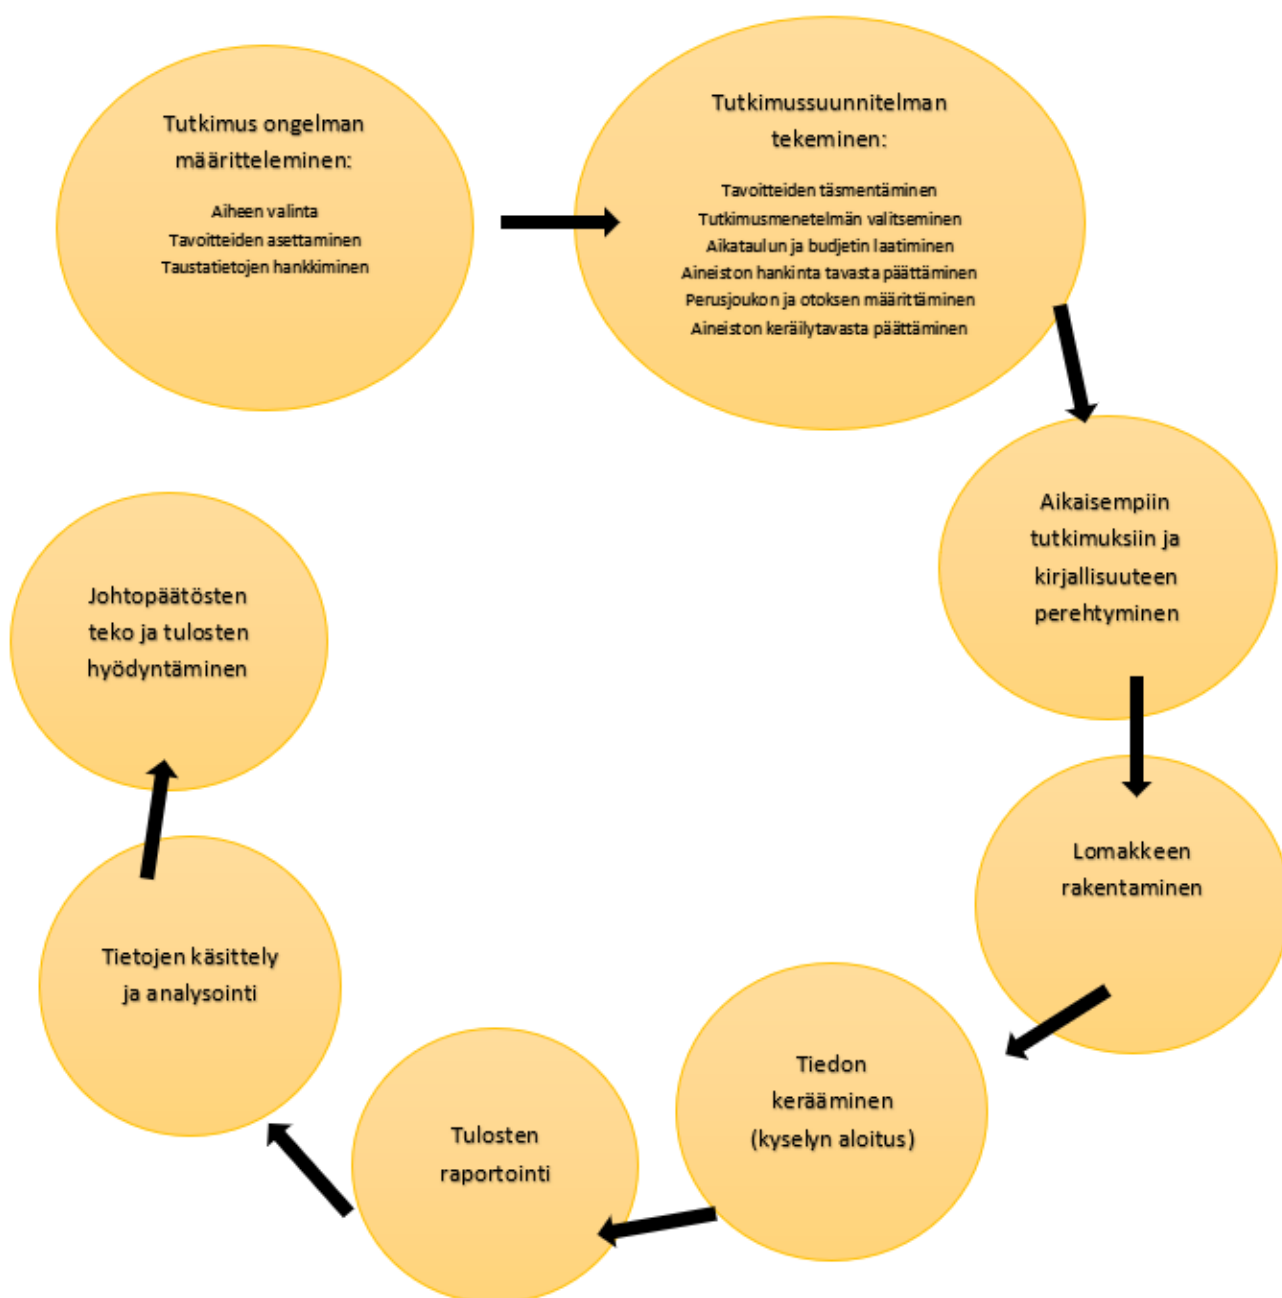 Tutkimus ongelman
määritteleminen:
Aiheen valinta
Tavoitteiden asettaminen
Taustatietojen hankkiminen
Tutkimussuunnitelman
tekeminen:
Tavoitteiden täsmentäminen
Tutkimusmenetelmän valitseminen
Aikataulun ja budjetin laatiminen
Aineiston hankinta tavasta päättäminen
Perusjoukon ja otoksen määrittäminen
Aineiston keräilytavasta päättäminen
Aikaisempiin
tutkimuksiin ja
kirjallisuuteen
perehtyminen
Lomakkeen
rakentaminen
Tiedon
kerääminen
(kyselyn aloitus)
Tulosten
raportointi
Tietojen käsittely
ja analysointi
Johtopäätösten
teko ja tulosten
hyödyntäminen